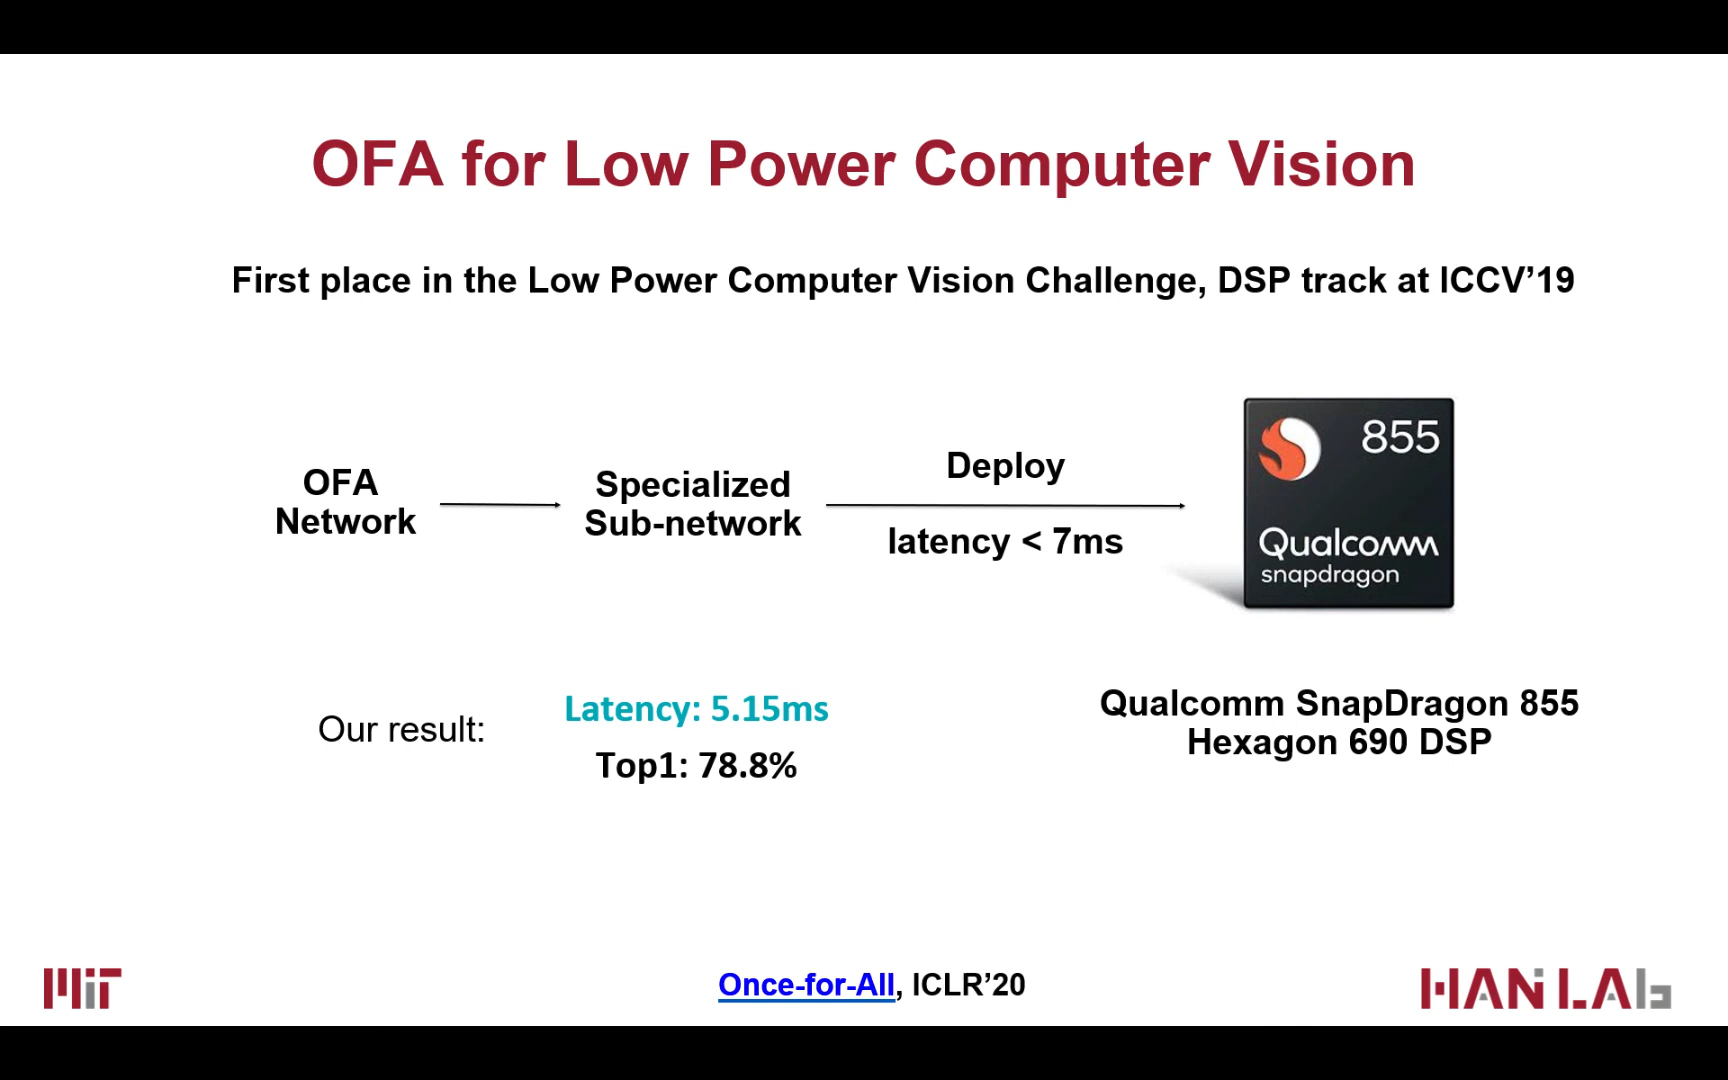 OFA for Low Power Computer Vision
First place in the Low Power Computer Vision Challenge, DSP track at ICCV’19
OFA
Network
Specialized
Sub-network
Deploy
latency < 7ms
855
Qualcomm
snapdragon
Our result:
Latency: 5.15ms
Top1: 78.8%
Qualcomm SnapDragon 855
Hexagon 690 DSP
MiT
Once-for-All, ICLR’20
HAN LAb